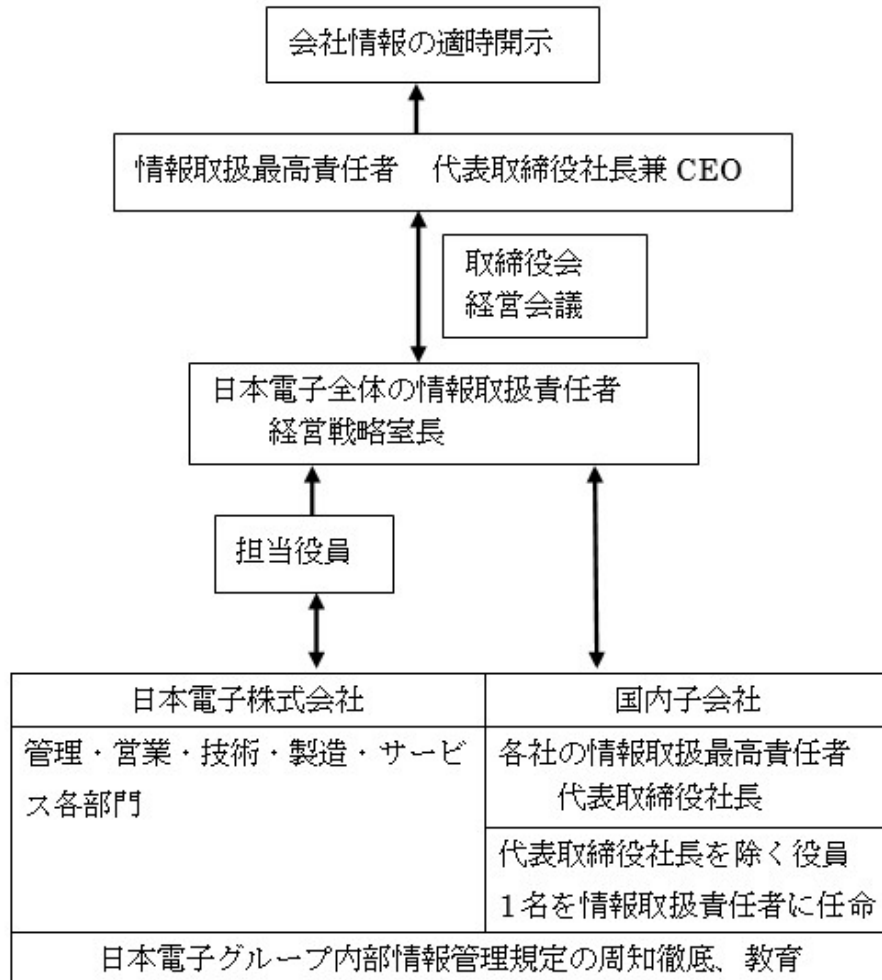 会社情報の適時開示
情報取扱最高責任者　代表取締役社長兼 CEO
取締役会
経営会議
日本電子全体の情報取扱責任者
経営戦略室長
担当役員
日本電子株式会社
国内子会社
管理・営業・技術・製造・サービ
ス各部門
各社の情報取扱最高責任者
代表取締役社長
代表取締役社長を除く役員
1名を情報取扱責任者に任命
日本電子グループ内部情報管理規定の周知徹底、教育